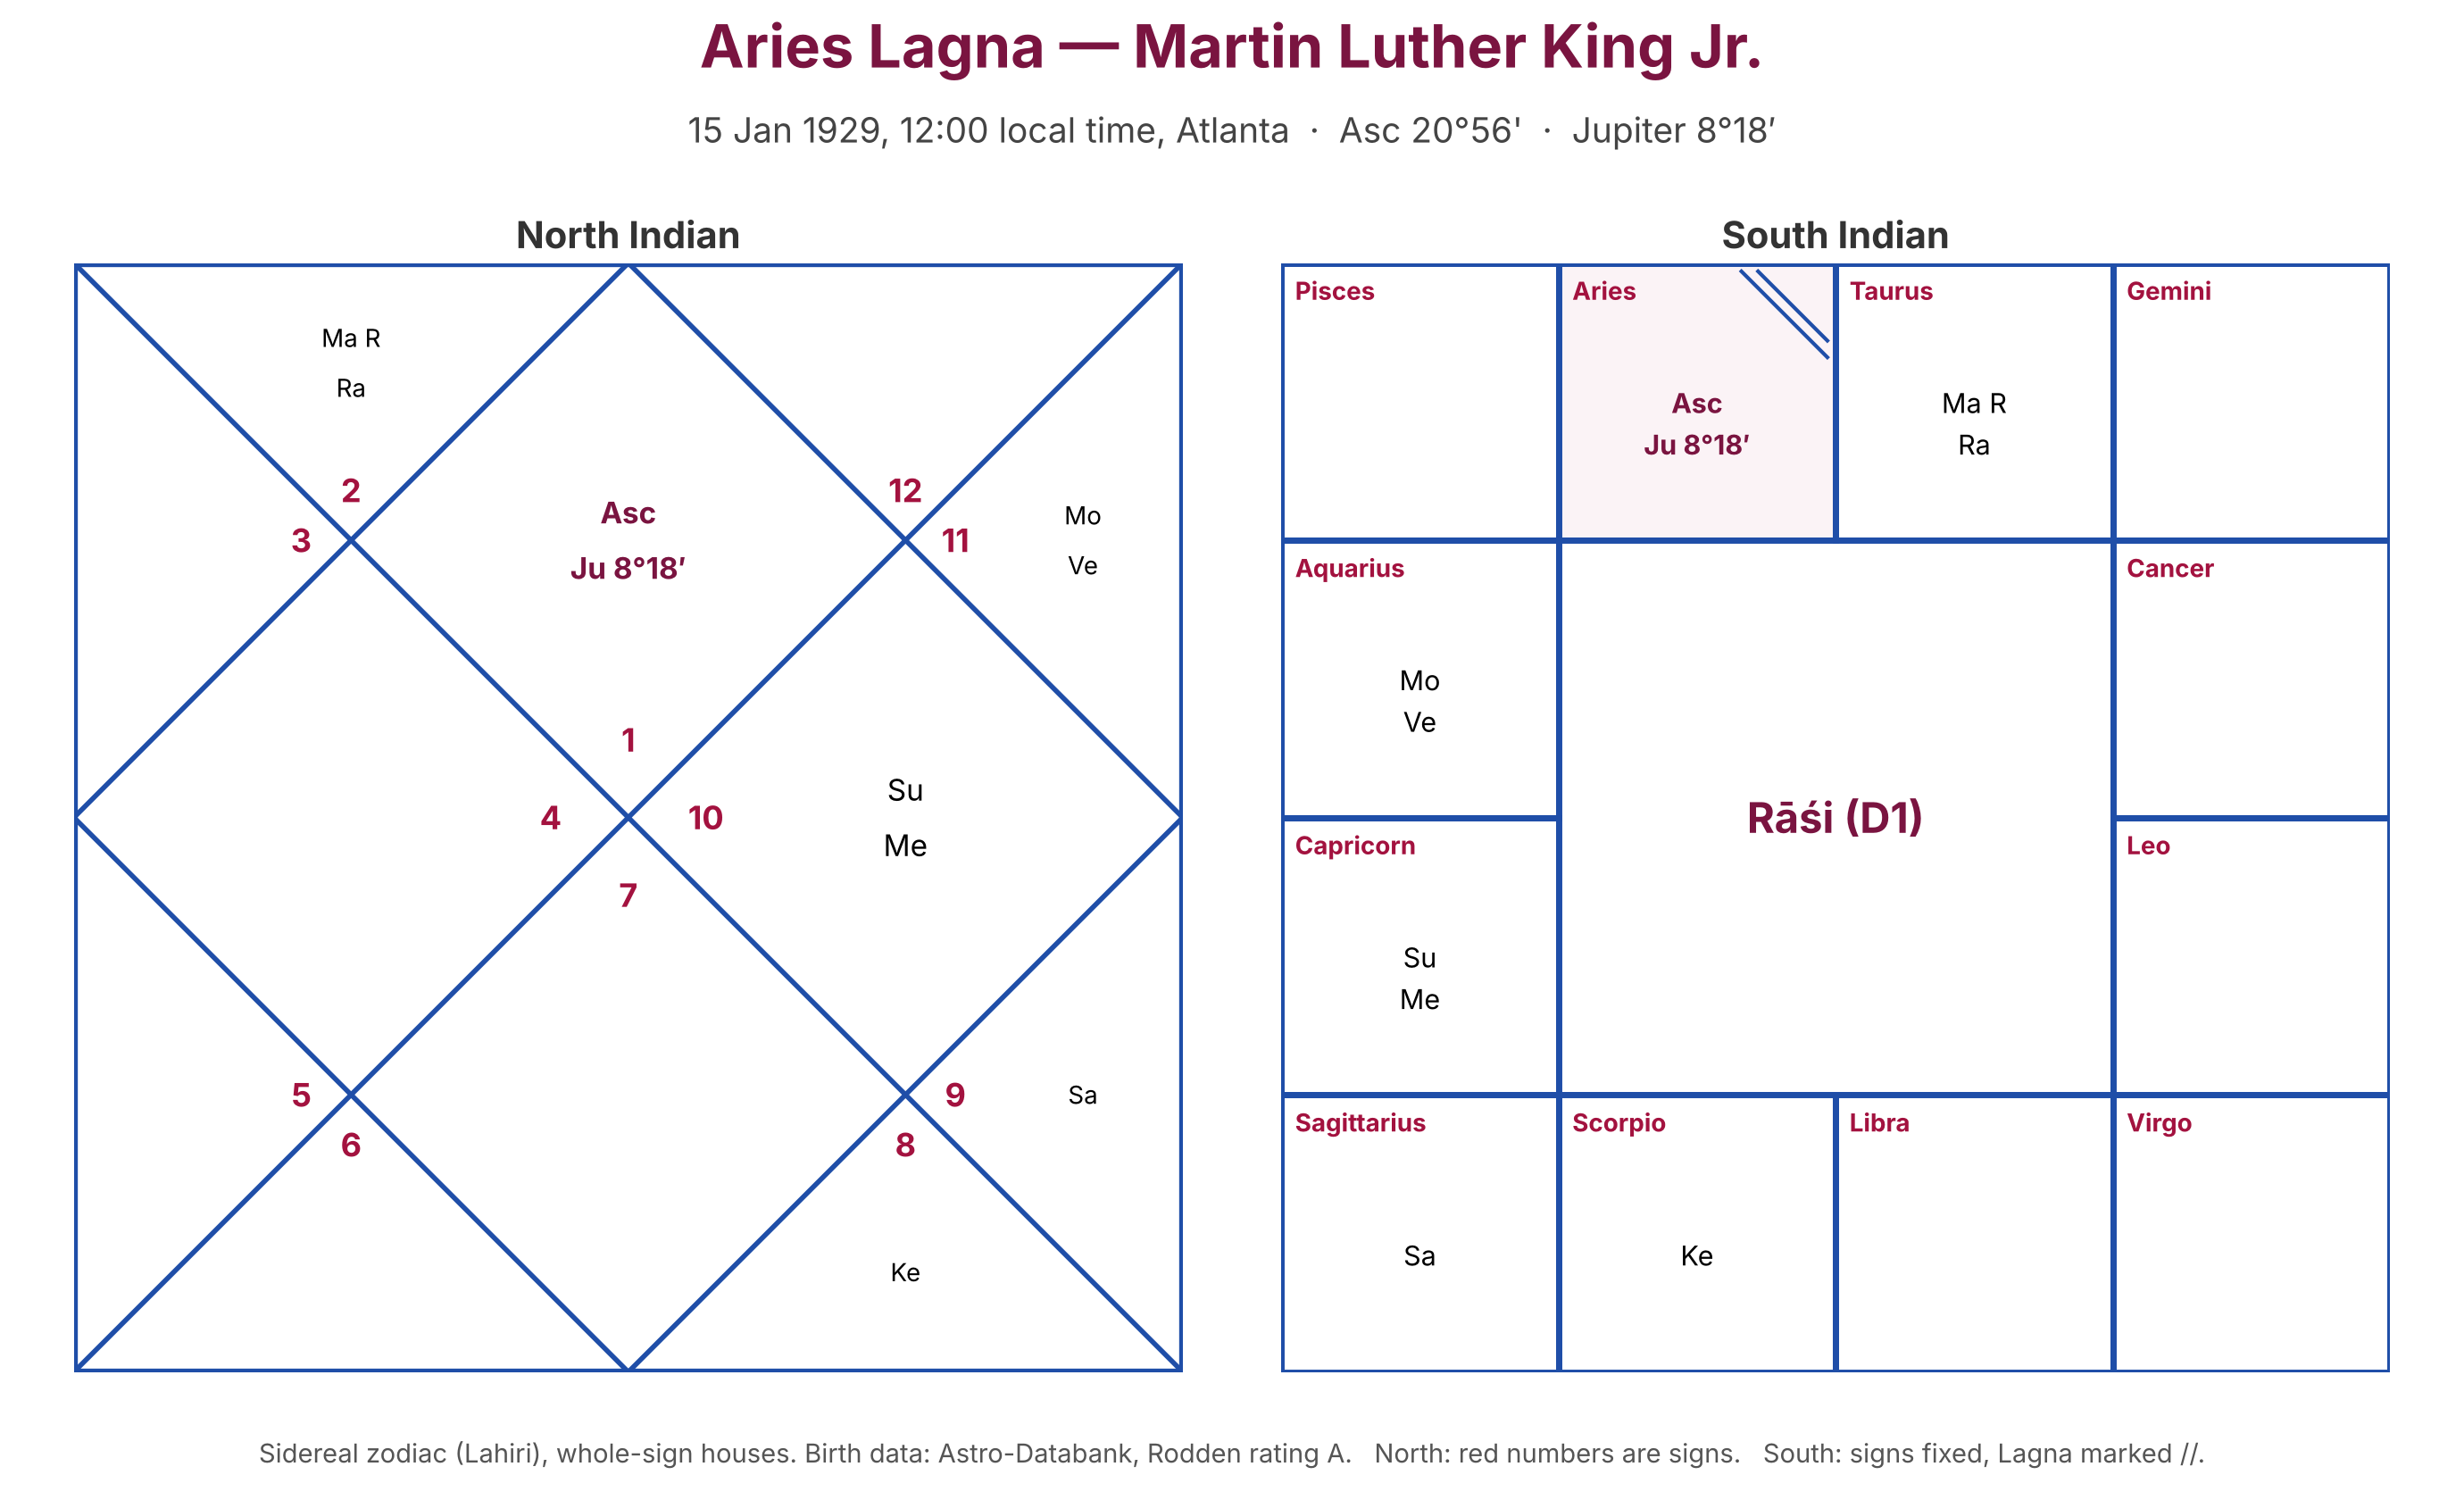 Aries Lagna — Martin Luther King Jr.
15 Jan 1929, 12:00 local time, Atlanta · Asc 20°56' · Jupiter 8°18′
North Indian
Ma R
Ra
2
3
Asc
Ju 8°18′
1
12
11
Mo
Ve
4
10
Su
Me
7
5
6
9
8
Sa
Ke
South Indian
Pisces
Aries
Asc
Ju 8°18′
Taurus
Ma R
Ra
Gemini
Aquarius
Mo
Ve
Cancer
Capricorn
Su
Me
Rāśi (D1)
Leo
Sagittarius
Sa
Scorpio
Ke
Libra
Virgo
Sidereal zodiac (Lahiri), whole-sign houses. Birth data: Astro-Databank, Rodden rating A. North: red numbers are signs. South: signs fixed, Lagna marked //.